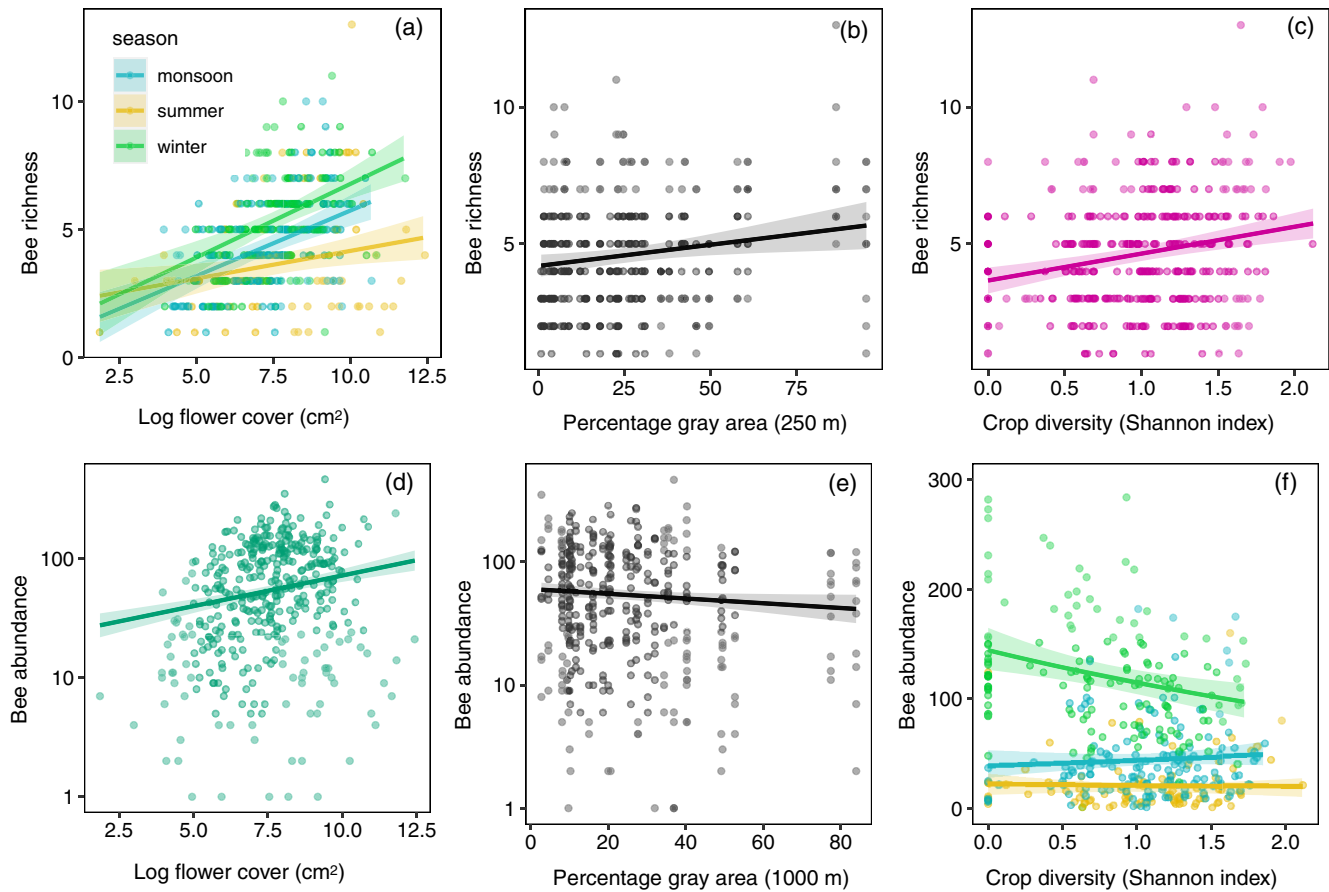 (a)
season
monsoon
summer
winter
Bee richness
0
5
10
2.5
5.0
7.5
10.0
12.5
Log flower cover (cm²)
(b)
Bee richness
5
10
0
25
50
75
Percentage gray area (250 m)
(c)
Bee richness
5
10
0.0
0.5
1.0
1.5
2.0
Crop diversity (Shannon index)
(d)
Bee abundance
1
10
100
2.5
5.0
7.5
10.0
12.5
Log flower cover (cm²)
(e)
Bee abundance
1
10
100
0
20
40
60
80
Percentage gray area (1000 m)
(f)
Bee abundance
0
100
200
300
0.0
0.5
1.0
1.5
2.0
Crop diversity (Shannon index)